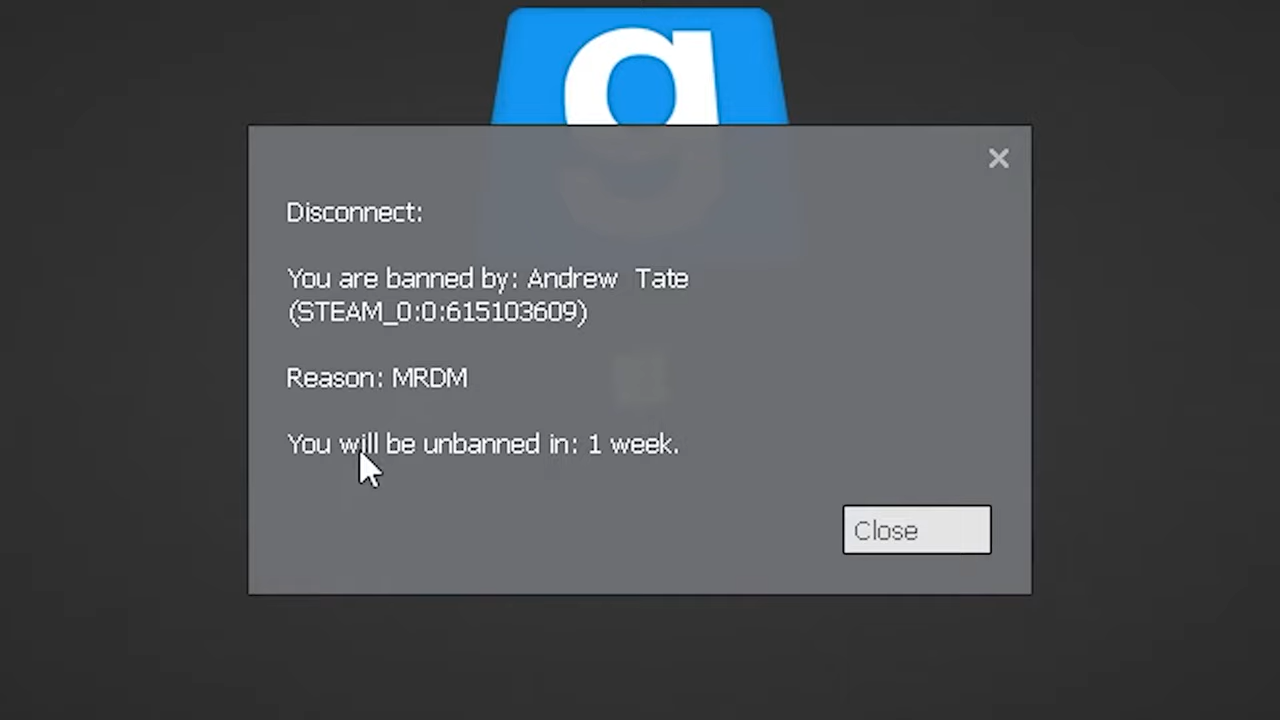 g
Disconnect:
You are banned by: Andrew  Tate
(STEAM_0:0:615103609)
Reason: MRDM
You will be unbanned in: 1 week.
Close